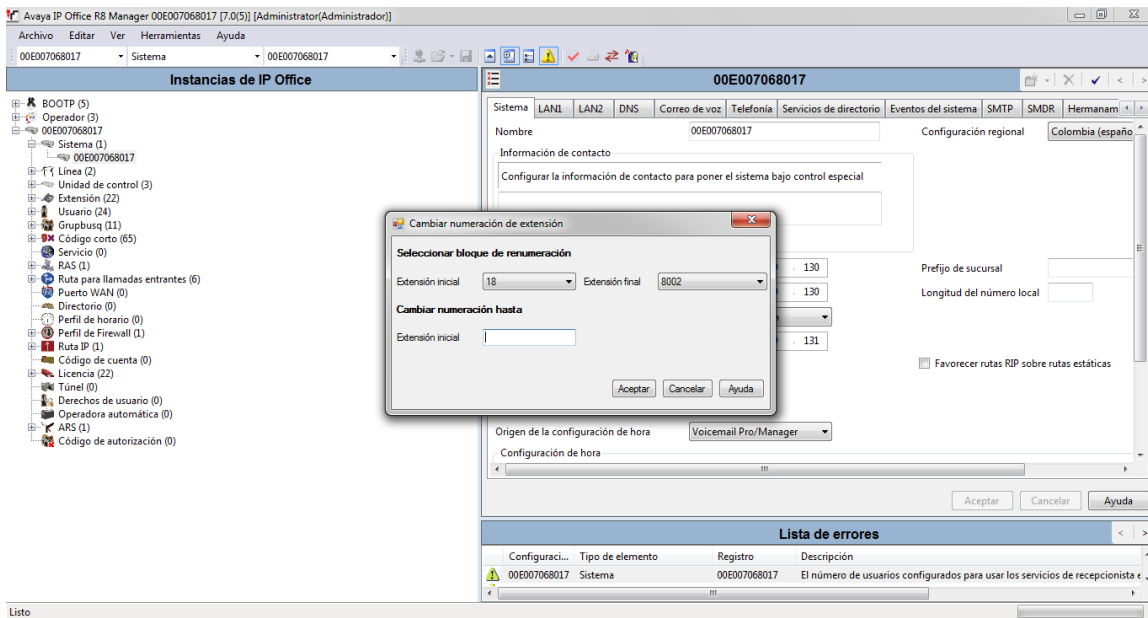 Avaya IP Office R8 Manager 00E007068017 [7.0(5)] [Administrator(Administrador)]
Archivo Editar Ver Herramientas Ayuda
00E007068017 Sistema 00E007068017
Instancias de IP Office
BOOTP (5)
Operador (3)
00E007068017
Sistema (1)
00E007068017
Línea (2)
Unidad de control (3)
Extensión (22)
Usuario (24)
Grupbusq (11)
Código corto (65)
Servicio (0)
RAS (1)
Ruta para llamadas entrantes (6)
Puerto WAN (0)
Directorio (0)
Perfil de horario (0)
Perfil de Firewall (1)
Ruta IP (1)
Código de cuenta (0)
Licencia (22)
Túnel (0)
Derechos de usuario (0)
Operadora automática (0)
ARS (1)
Código de autorización (0)
00E007068017
Sistema LAN1 LAN2 DNS Correo de voz Telefonía Servicios de directorio Eventos del sistema SMTP SMDR Hermanam
Nombre 00E007068017 Configuración regional Colombia (españo
Información de contacto
Configurar la información de contacto para poner el sistema bajo control especial
Cambiar numeración de extensión
Seleccionar bloque de renumeración
Extensión inicial 18 Extensión final 8002
Cambiar numeración hasta
Extensión inicial
Aceptar Cancelar Ayuda
. 130 Prefijo de sucursal
. 130 Longitud del número local
. 131
Favorecer rutas RIP sobre rutas estáticas
Origen de la configuración de hora Voicemail Pro/Manager
Configuración de hora
Aceptar Cancelar Ayuda
Lista de errores
Configuraci... Tipo de elemento Registro Descripción
00E007068017 Sistema 00E007068017 El número de usuarios configurados para usar los servicios de recepcionista e
Listo